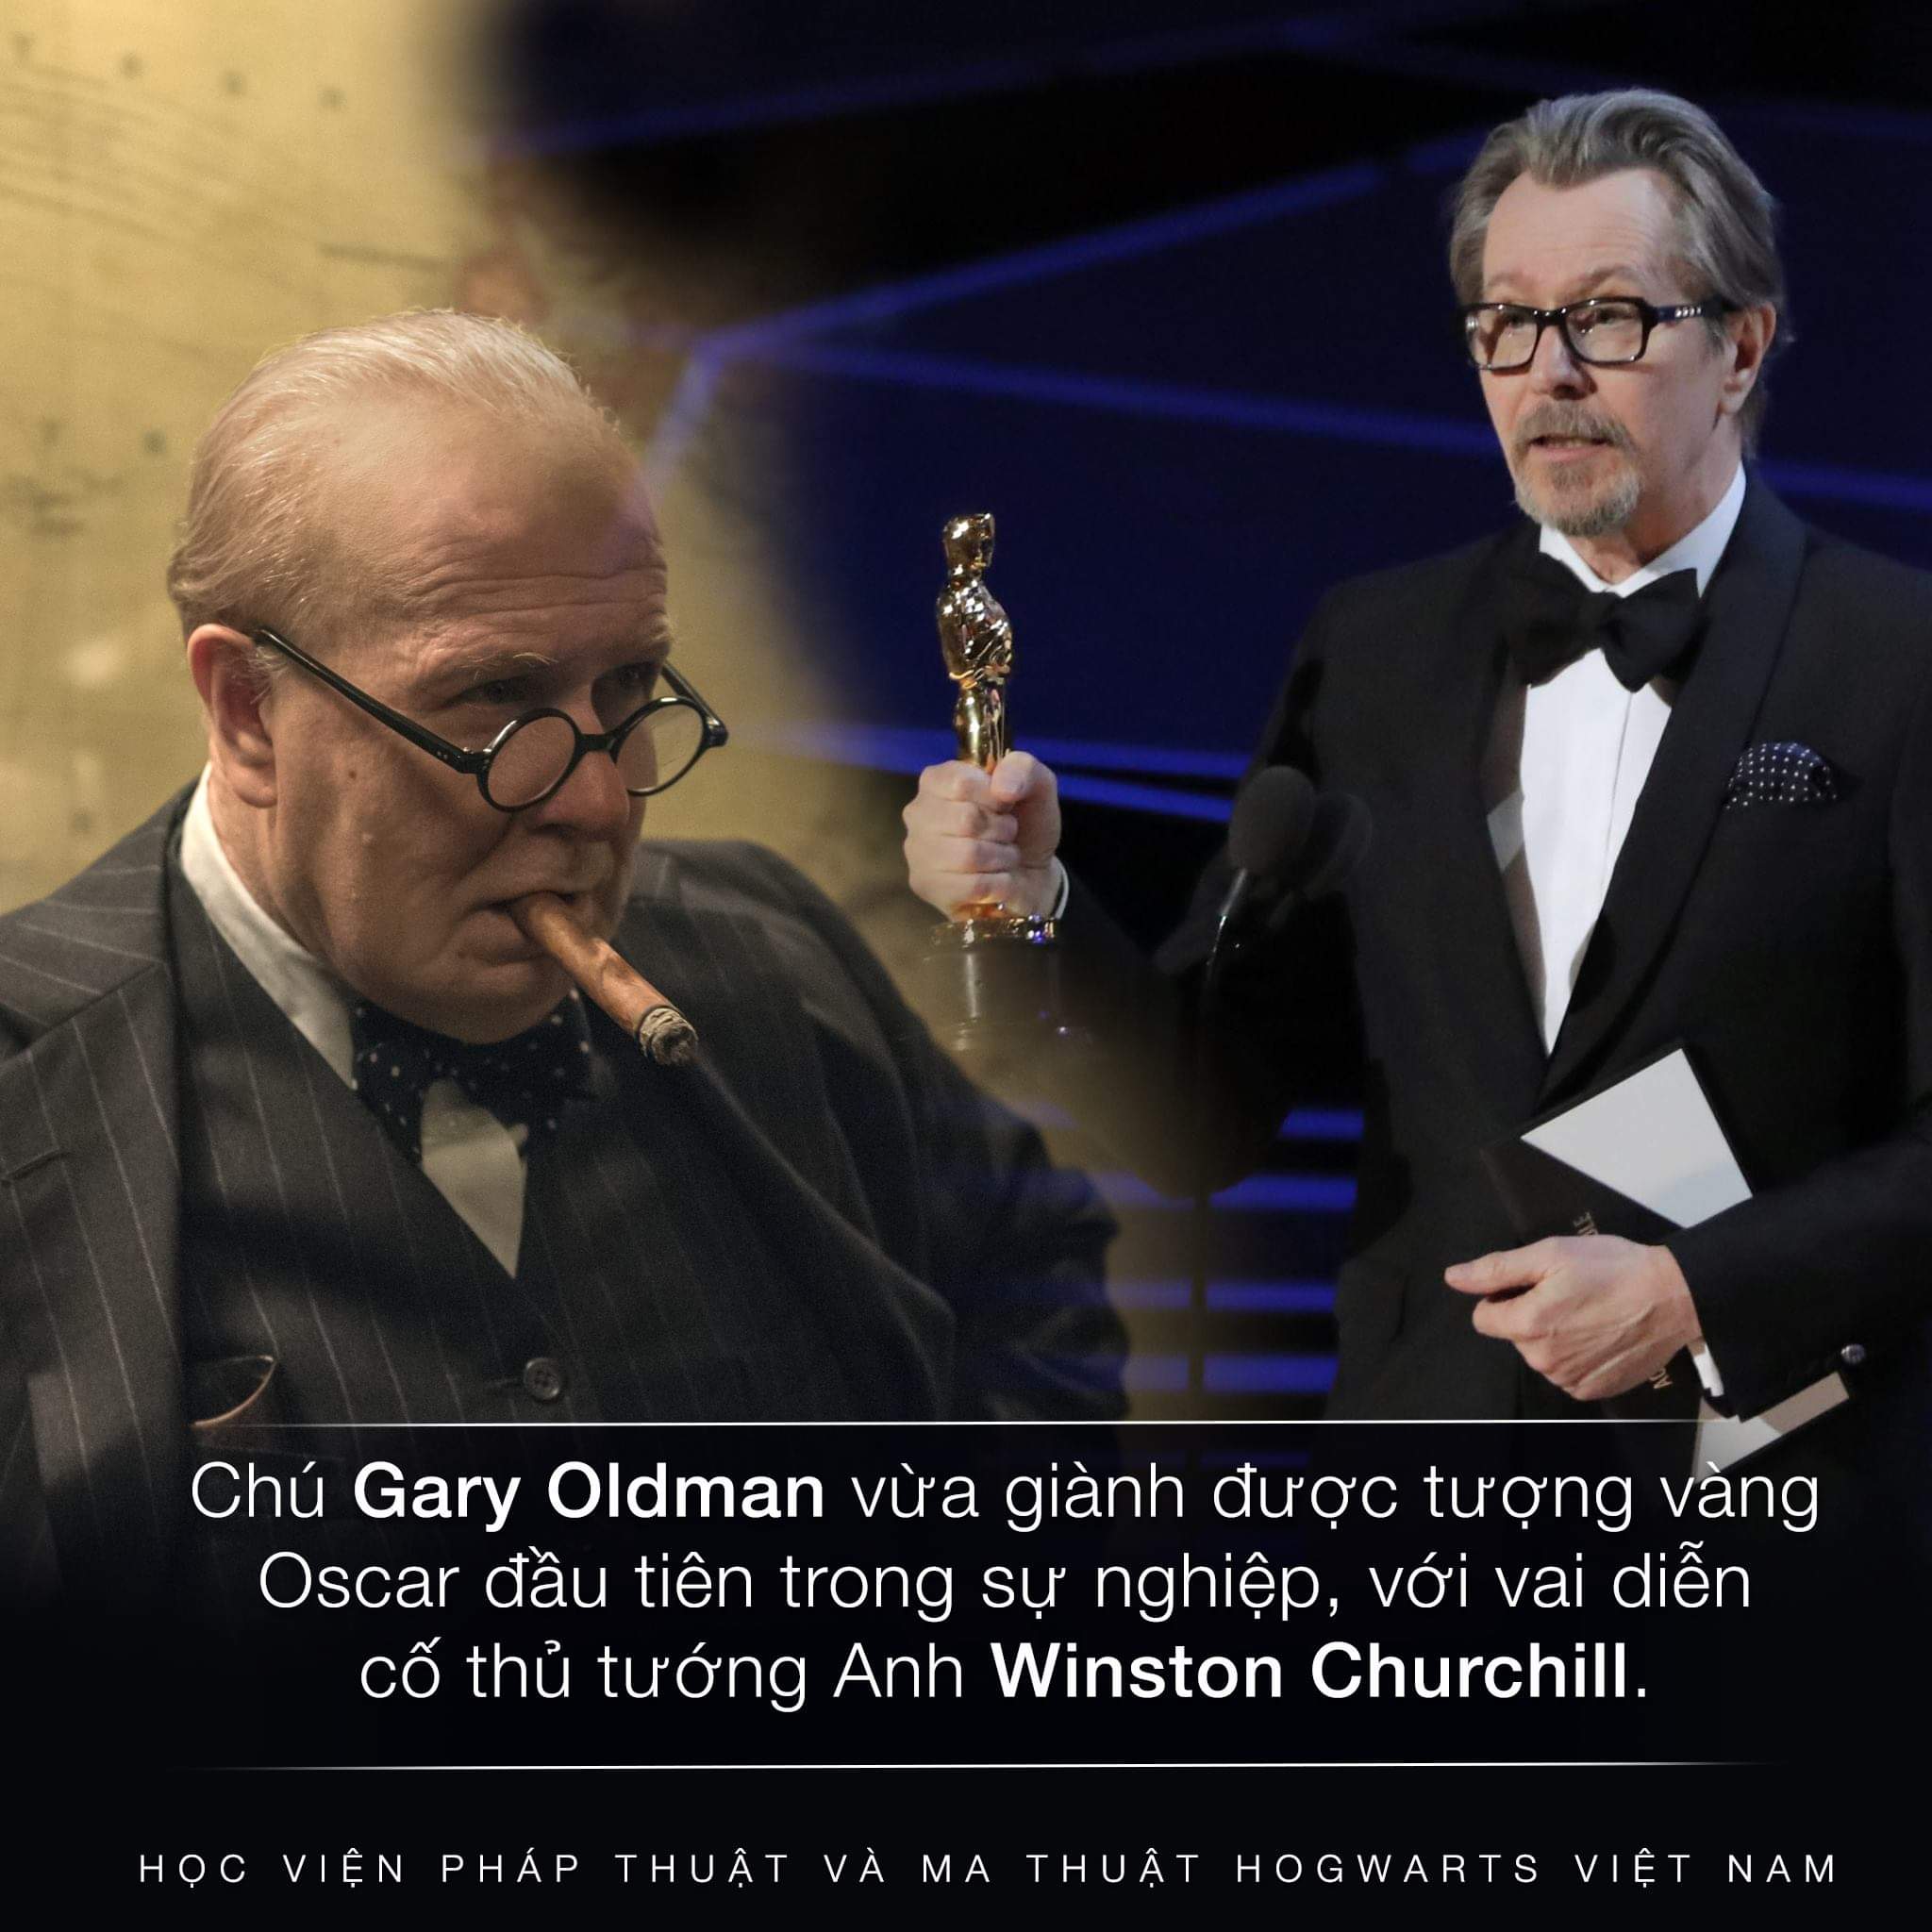 Chú Gary Oldman vừa giành được tượng vàng
Oscar đầu tiên trong sự nghiệp, với vai diễn
cố thủ tướng Anh Winston Churchill.
HỌC VIỆN PHÁP THUẬT VÀ MA THUẬT HOGWARTS VIỆT NAM